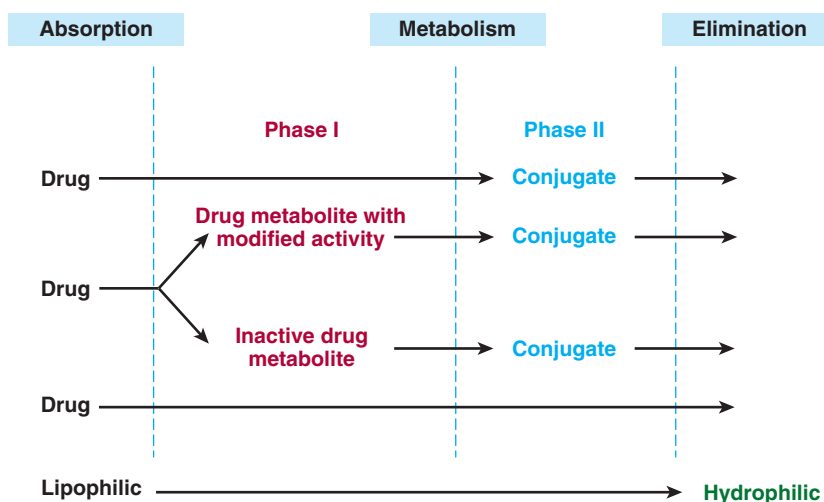 Absorption Metabolism Elimination
Phase I Phase II
Drug Conjugate
Drug metabolite with
modified activity Conjugate
Drug
Inactive drug
metabolite Conjugate
Drug
Lipophilic Hydrophilic